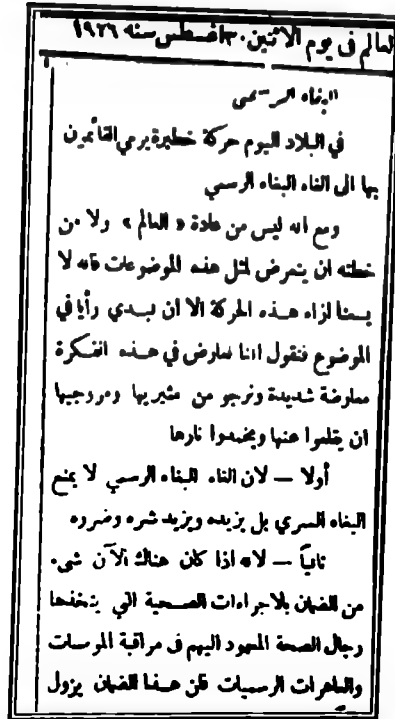 العالم في يوم الاثنين ٣٠ اغسطس سنه ١٩٢٦
البغاء الرسمي
في البلاد اليوم حركة خطيرة يرمي القائمين
بها الى الغاء البغاء الرسمي
ومع انه ليس من عادة « العالم » ولا من
خطته ان يتعرض لمثل هذه الموضوعات فانه لا
يسعنا ازاء هذه الحركة الا ان نبدي رأيا في
الموضوع فنقول اننا نعارض في هذه الفكرة
معارضة شديدة ونرجو من مثيريها ومروجيها
ان يقلعوا عنها ويخمدوا نارها
أولا — لان الغاء البغاء الرسمي لا يمنع
البغاء السري بل يزيده ويزيد شره وضرره
ثانياً — لانه اذا كان هناك الآن شيء
من الضمان بالاجراءات الصحية التي يتخذها
رجال الصحة المعهود اليهم في مراقبة المومسات
والعاهرات الرسميات فان هذا الضمان يزول